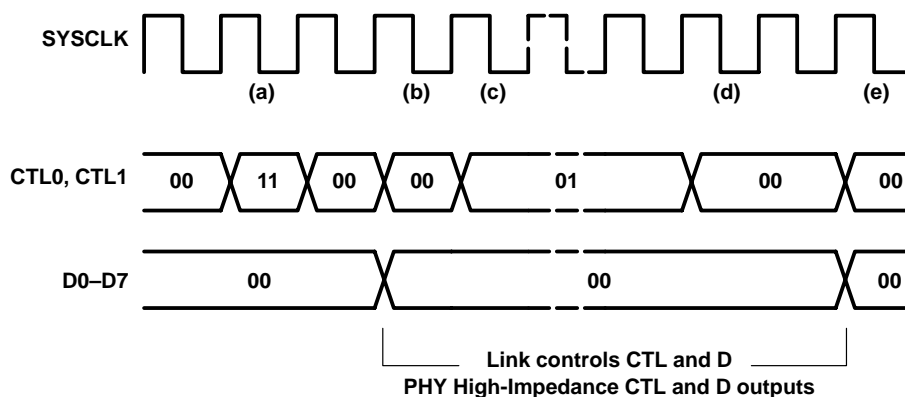 SYSCLK
(a) (b) (c) (d) (e)
CTL0, CTL1 00 11 00 00 01 00 00
D0–D7 00 00 00
Link controls CTL and D
PHY High-Impedance CTL and D outputs